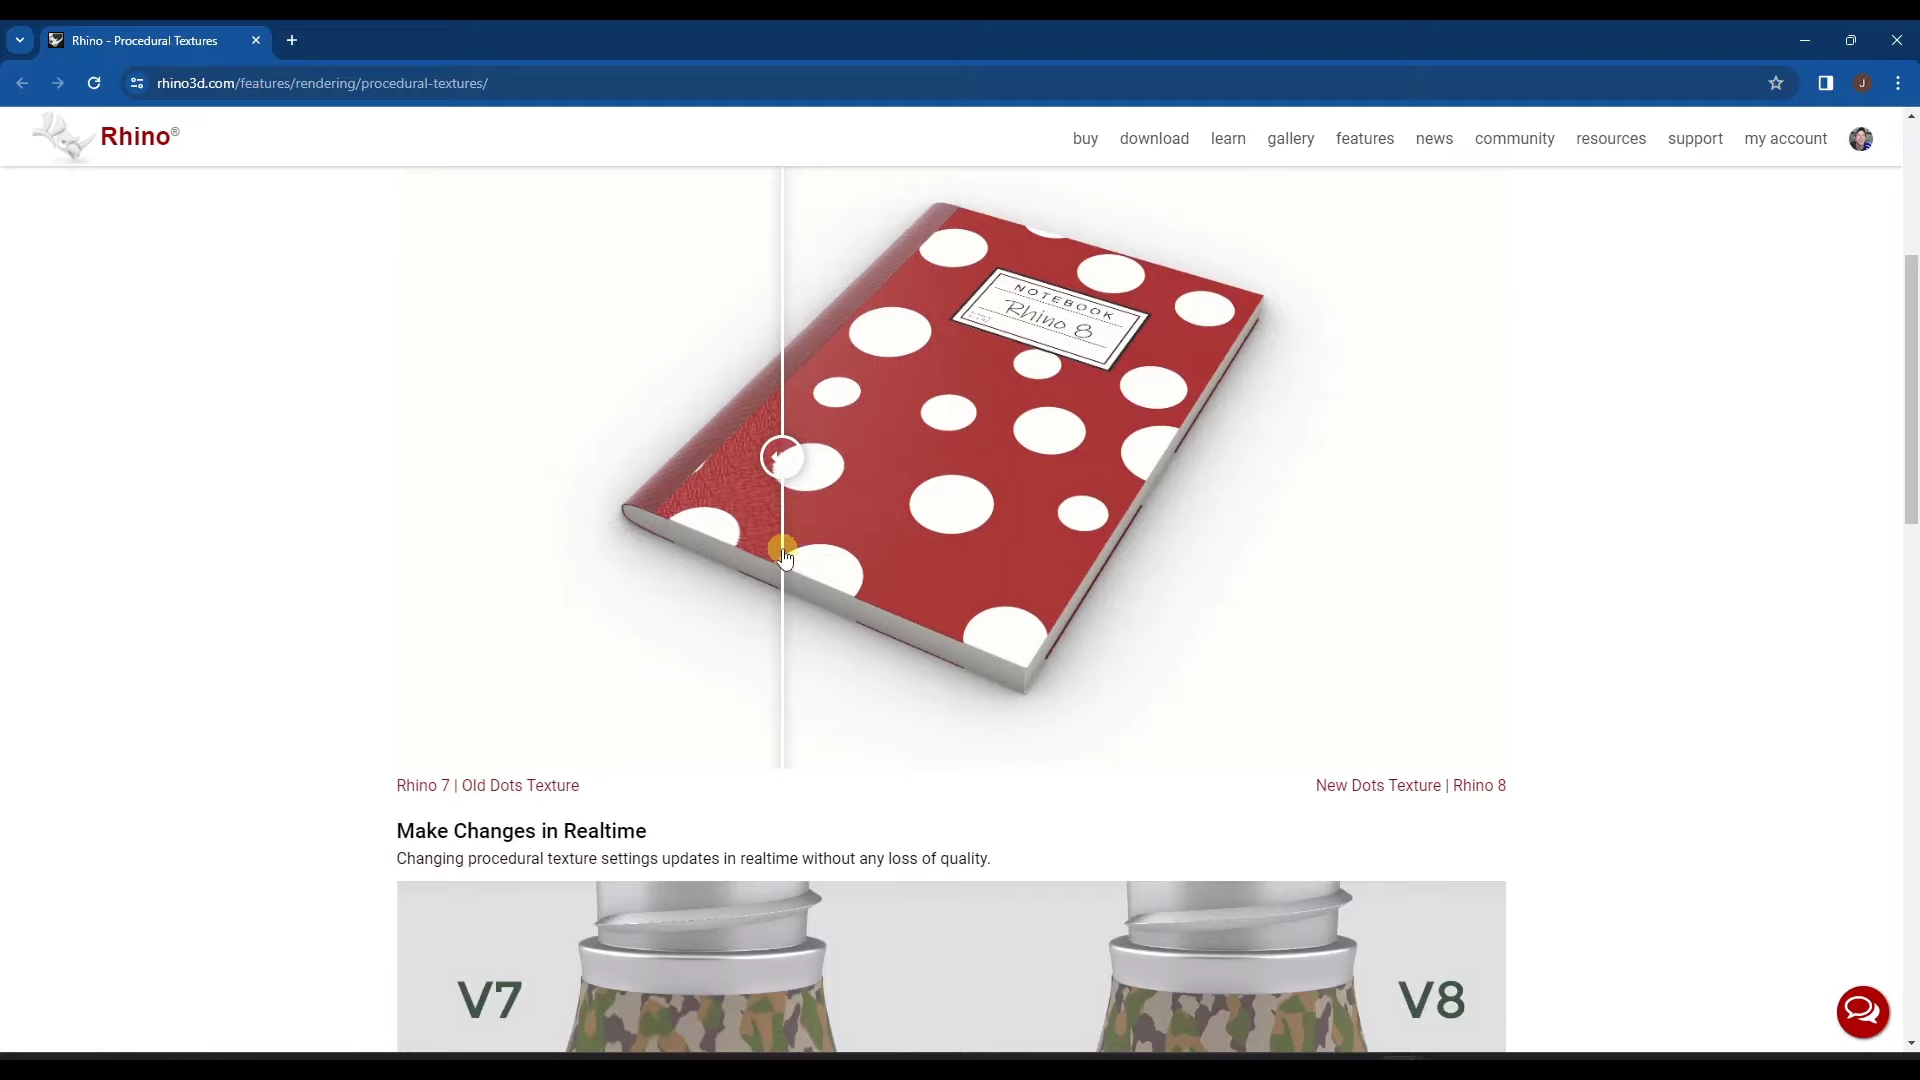 Rhino - Procedural Textures
rhino3d.com/features/rendering/procedural-textures/
J
Rhino®
buy download learn gallery features news community resources support my account
NOTEBOOK
Rhino 8
Rhino 7 | Old Dots Texture
New Dots Texture | Rhino 8
Make Changes in Realtime
Changing procedural texture settings updates in realtime without any loss of quality.
V7
V8